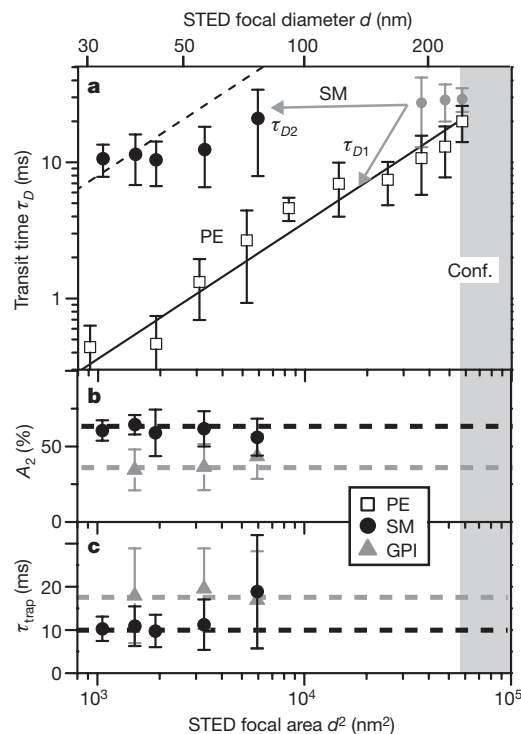 STED focal diameter d (nm)
30 50 100 200
a
SM
τD2
τD1
10
PE
Conf.
1
Transit time τD (ms)
b
50
0
A2 (%)
PE
SM
GPI
c
20
10
0
τtrap (ms)
10³ 10⁴ 10⁵
STED focal area d² (nm²)